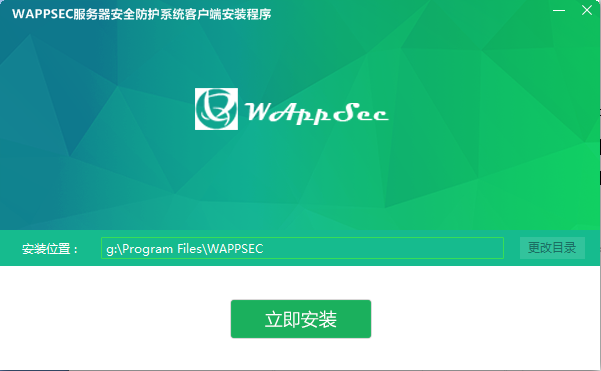 WAPPSEC服务器安全防护系统客户端安装程序
WAppSec
安装位置：
g:\Program Files\WAPPSEC
更改目录
立即安装